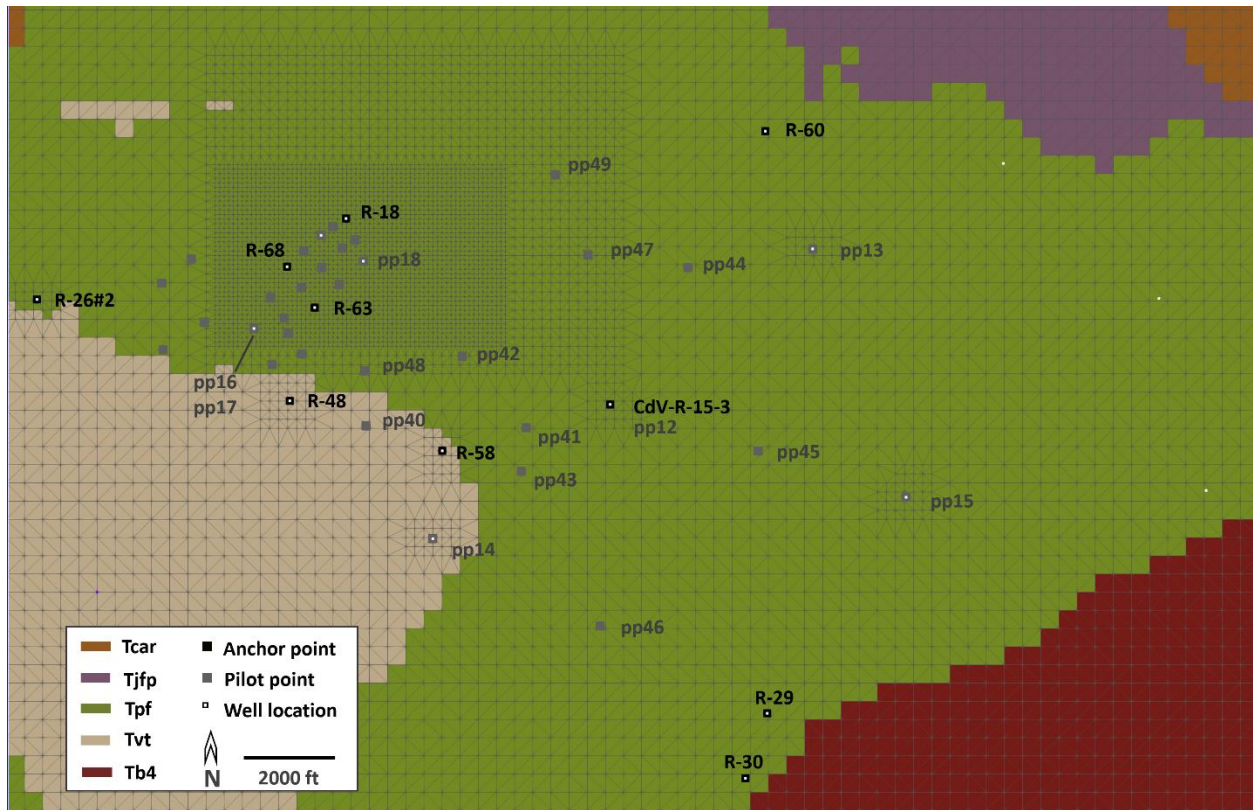 R-60
pp49
R-18
R-68
pp18
pp47
pp44
pp13
R-26#2
R-63
pp48
pp42
pp16
pp17
R-48
pp40
CdV-R-15-3
pp12
pp41
R-58
pp45
pp43
pp15
pp14
pp46
Tcar
Anchor point
Tjfp
Pilot point
Tpf
Well location
Tvt
Tb4
N
2000 ft
R-29
R-30